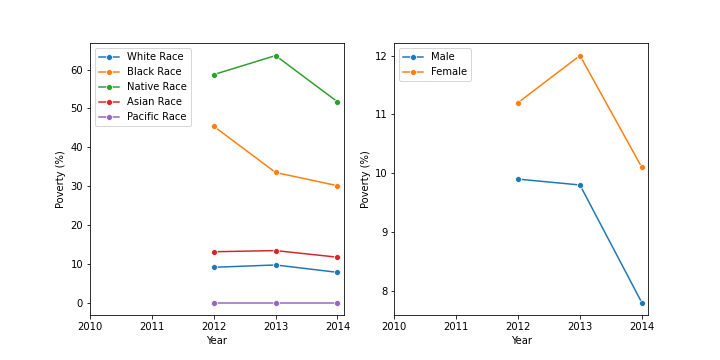 White Race
Black Race
Native Race
Asian Race
Pacific Race
60
50
40
30
20
10
0
Poverty (%)
2010 2011 2012 2013 2014
Year
Male
Female
12
11
10
9
8
Poverty (%)
2010 2011 2012 2013 2014
Year